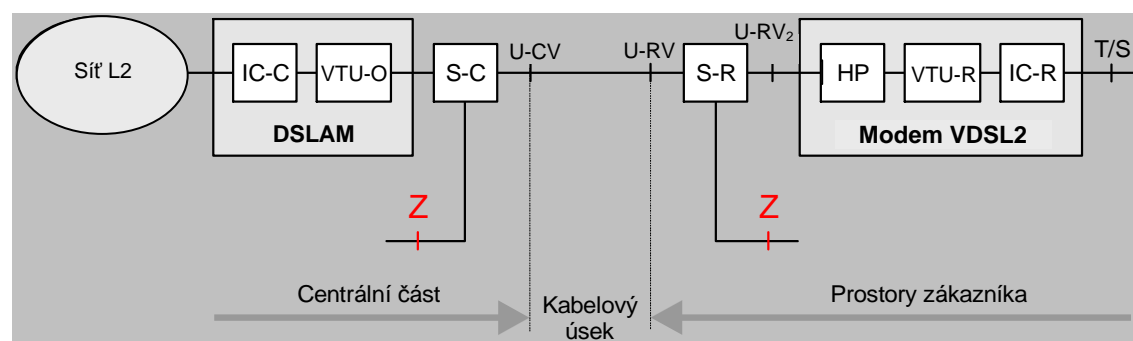 Síť L2
IC-C
VTU-O
DSLAM
S-C
U-CV
U-RV
S-R
U-RV₂
HP
VTU-R
IC-R
Modem VDSL2
T/S
Z
Z
Centrální část
Kabelový
úsek
Prostory zákazníka